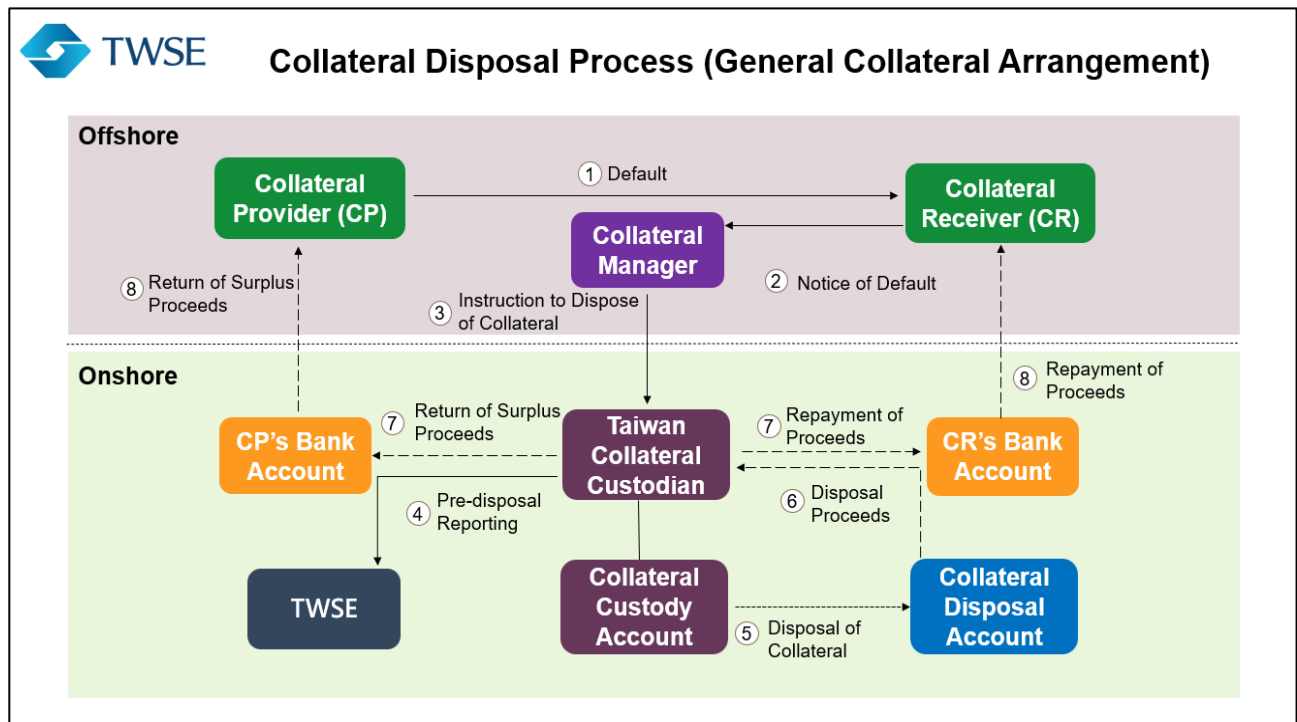 TWSE
Collateral Disposal Process (General Collateral Arrangement)
Offshore
Collateral
Provider (CP)
1 Default
Collateral
Receiver (CR)
Collateral
Manager
8 Return of Surplus
Proceeds
2 Notice of Default
3 Instruction to Dispose
of Collateral
Onshore
8 Repayment of
Proceeds
CP's Bank
Account
7 Return of Surplus
Proceeds
Taiwan
Collateral
Custodian
7 Repayment of
Proceeds
CR's Bank
Account
4 Pre-disposal
Reporting
6 Disposal
Proceeds
TWSE
Collateral
Custody
Account
5 Disposal of
Collateral
Collateral
Disposal
Account